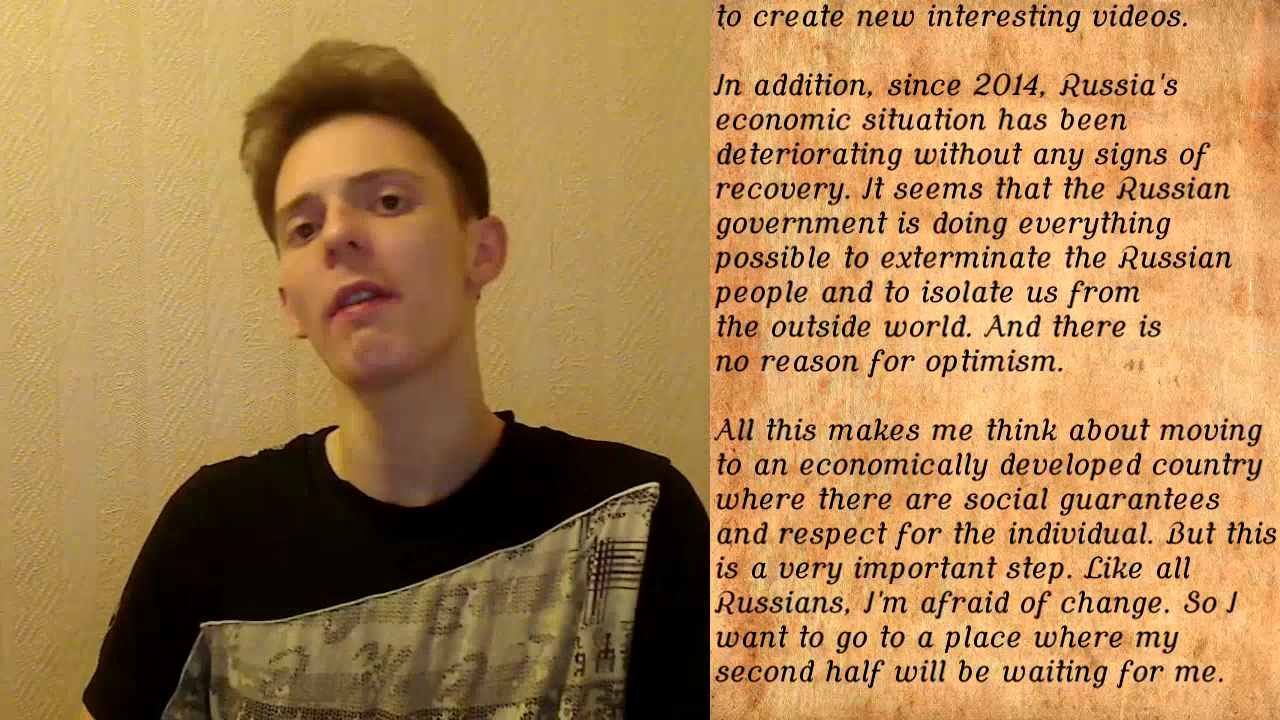 to create new interesting videos.
In addition, since 2014, Russia's
economic situation has been
deteriorating without any signs of
recovery. It seems that the Russian
government is doing everything
possible to exterminate the Russian
people and to isolate us from
the outside world. And there is
no reason for optimism.
All this makes me think about moving
to an economically developed country
where there are social guarantees
and respect for the individual. But this
is a very important step. Like all
Russians, I'm afraid of change. So I
want to go to a place where my
second half will be waiting for me.